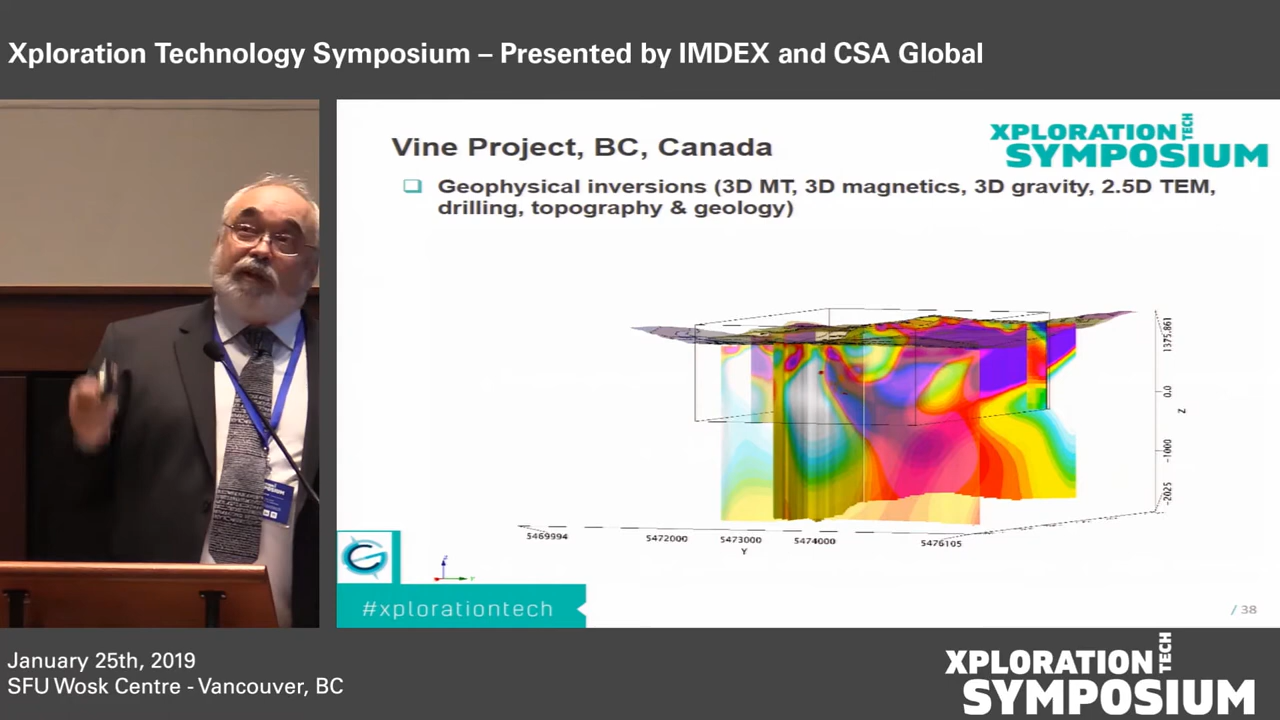 Xploration Technology Symposium – Presented by IMDEX and CSA Global
XPLORATION TECH
SYMPOSIUM
Vine Project, BC, Canada
Geophysical inversions (3D MT, 3D magnetics, 3D gravity, 2.5D TEM,
drilling, topography & geology)
1375.861
0.0
Z
-1000
-2025
5469994
5472000
5473000
5474000
5476105
Y
#xplorationtech
/ 38
SYMPOSIUM
January 25th, 2019
SFU Wosk Centre - Vancouver, BC
XPLORATION TECH
SYMPOSIUM